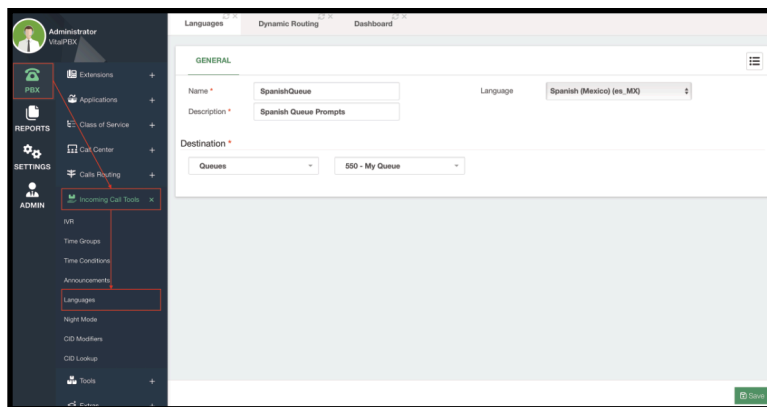 Administrator
VitalPBX
Languages
Dynamic Routing
Dashboard
PBX
REPORTS
SETTINGS
ADMIN
Extensions
Applications
Class of Service
Call Center
Calls Routing
Incoming Call Tools
IVR
Time Groups
Time Conditions
Announcements
Languages
Night Mode
CID Modifiers
CID Lookup
Tools
Extras
GENERAL
Name * SpanishQueue Language Spanish (Mexico) (es_MX)
Description * Spanish Queue Prompts
Destination *
Queues 550 - My Queue
Save